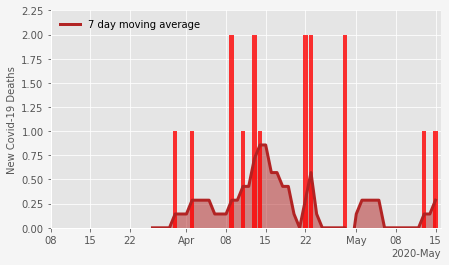 7 day moving average
New Covid-19 Deaths
2.25
2.00
1.75
1.50
1.25
1.00
0.75
0.50
0.25
0.00
08 15 22 Apr 08 15 22 May 08 15
2020-May